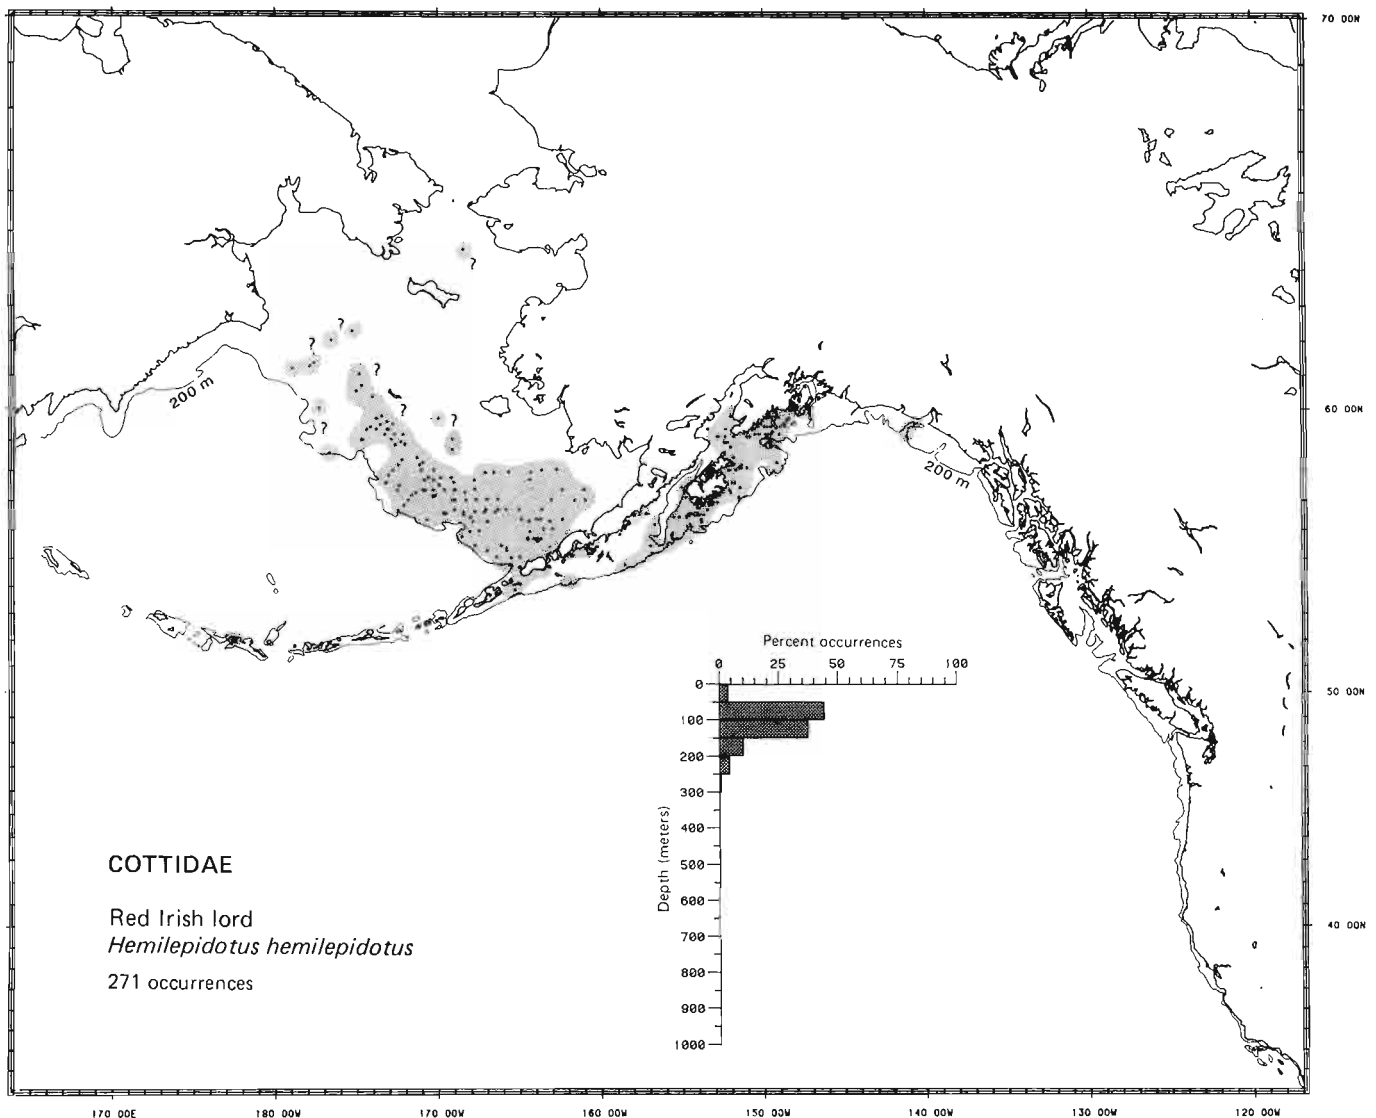 70 00N
?
?
?
?
?
?
?
?
200 m
60 00N
200 m
Percent occurrences
0 25 50 75 100
0
100
200
300
400
500
600
700
800
900
1000
Depth (meters)
50 00N
40 00N
COTTIDAE
Red Irish lord
Hemilepidotus hemilepidotus
271 occurrences
170 00E 180 00W 170 00W 160 00W 150 00W 140 00W 130 00W 120 00W